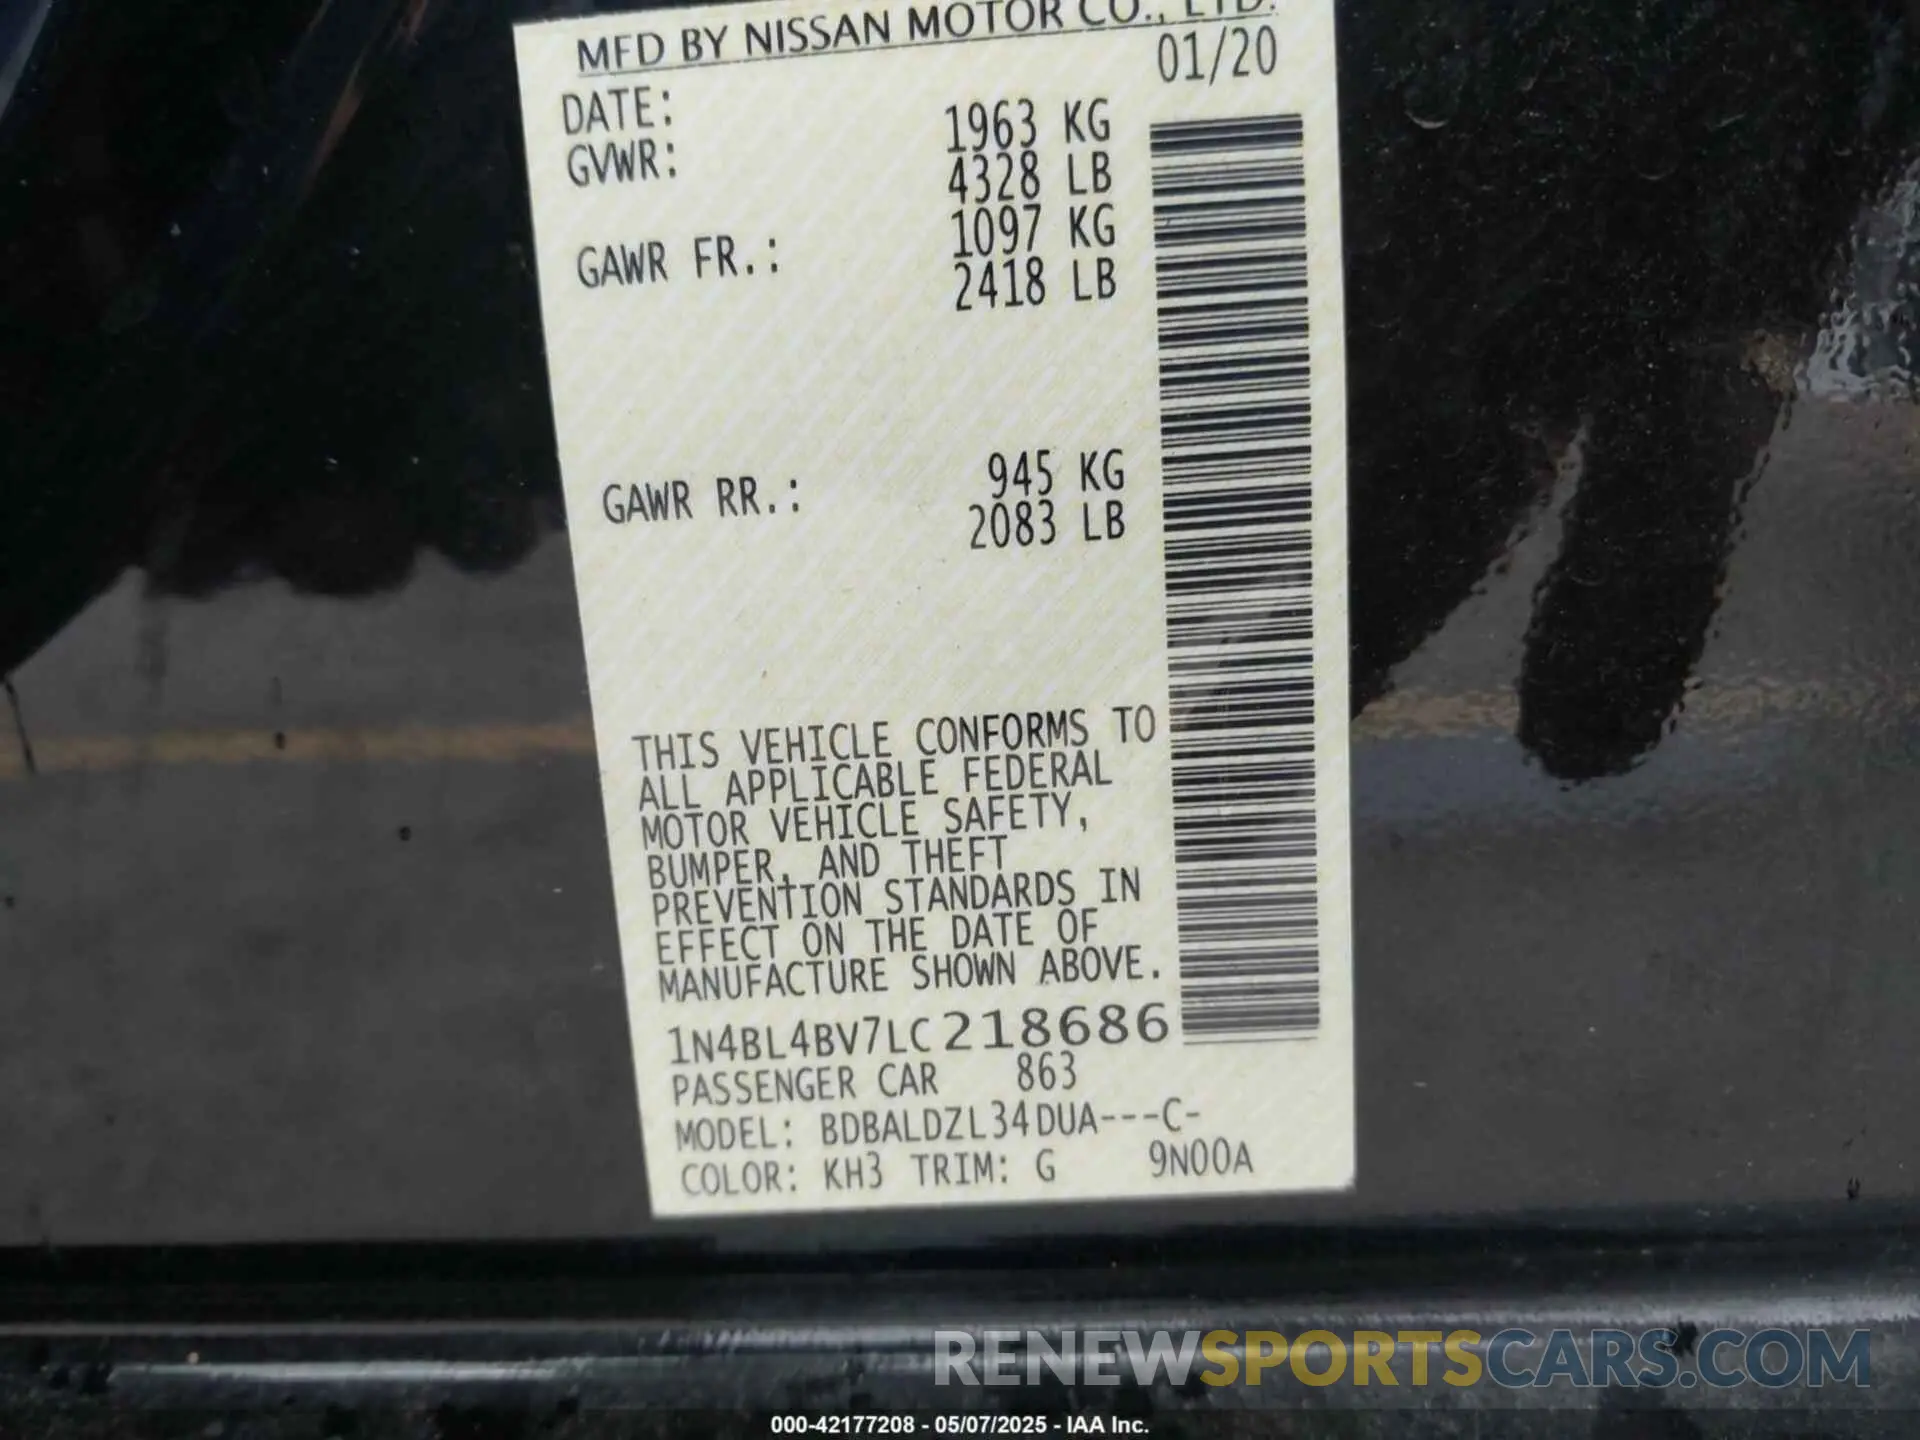 MFD BY NISSAN MOTOR CO., LTD.
DATE: 01/20
GVWR: 1963 KG
4328 LB
GAWR FR.: 1097 KG
2418 LB
GAWR RR.: 945 KG
2083 LB
THIS VEHICLE CONFORMS TO
ALL APPLICABLE FEDERAL
MOTOR VEHICLE SAFETY,
BUMPER, AND THEFT
PREVENTION STANDARDS IN
EFFECT ON THE DATE OF
MANUFACTURE SHOWN ABOVE.
1N4BL4BV7LC218686
PASSENGER CAR 863
MODEL: BDBALDZL34DUA---C-
COLOR: KH3 TRIM: G 9N00A
RENEWSPORTSCARS.COM
000-42177208 - 05/07/2025 - IAA Inc.